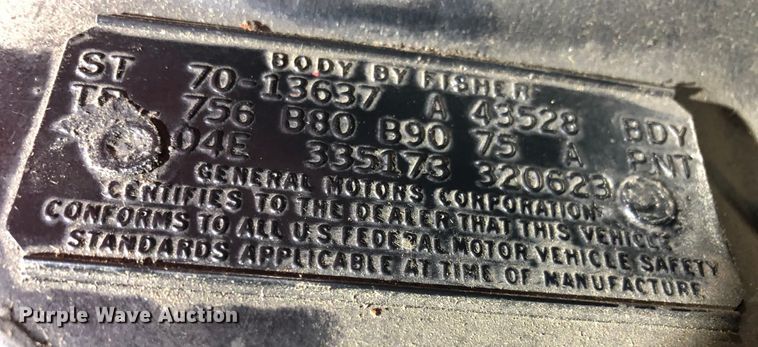 BODY BY FISHER
ST 70-13637 A 43528 BDY
TR 756 B80 B90 75 A PNT
04E 335173 320623
GENERAL MOTORS CORPORATION
CERTIFIES TO THE DEALER THAT THIS VEHICLE
CONFORMS TO ALL U.S. FEDERAL MOTOR VEHICLE SAFETY
STANDARDS APPLICABLE AT TIME OF MANUFACTURE
Purple Wave Auction